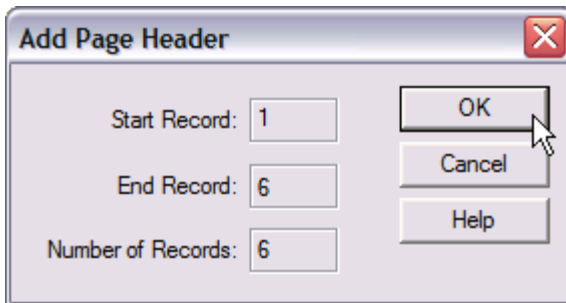 Add Page Header
Start Record: 1
OK
End Record: 6
Cancel
Number of Records: 6
Help